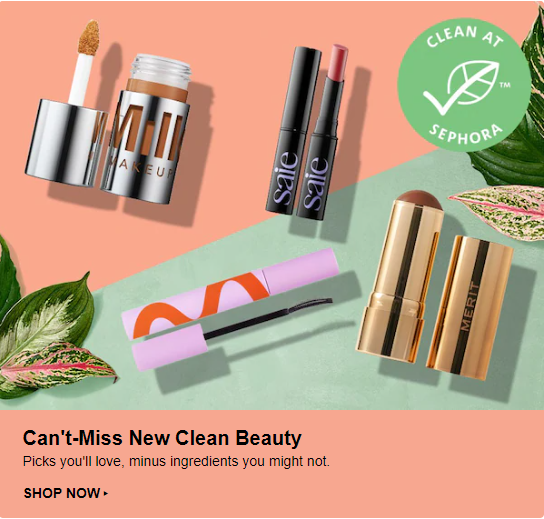 CLEAN AT
SEPHORA
TM
MILK
MAKEUP
saie
saie
MERIT
Can't-Miss New Clean Beauty
Picks you'll love, minus ingredients you might not.
SHOP NOW